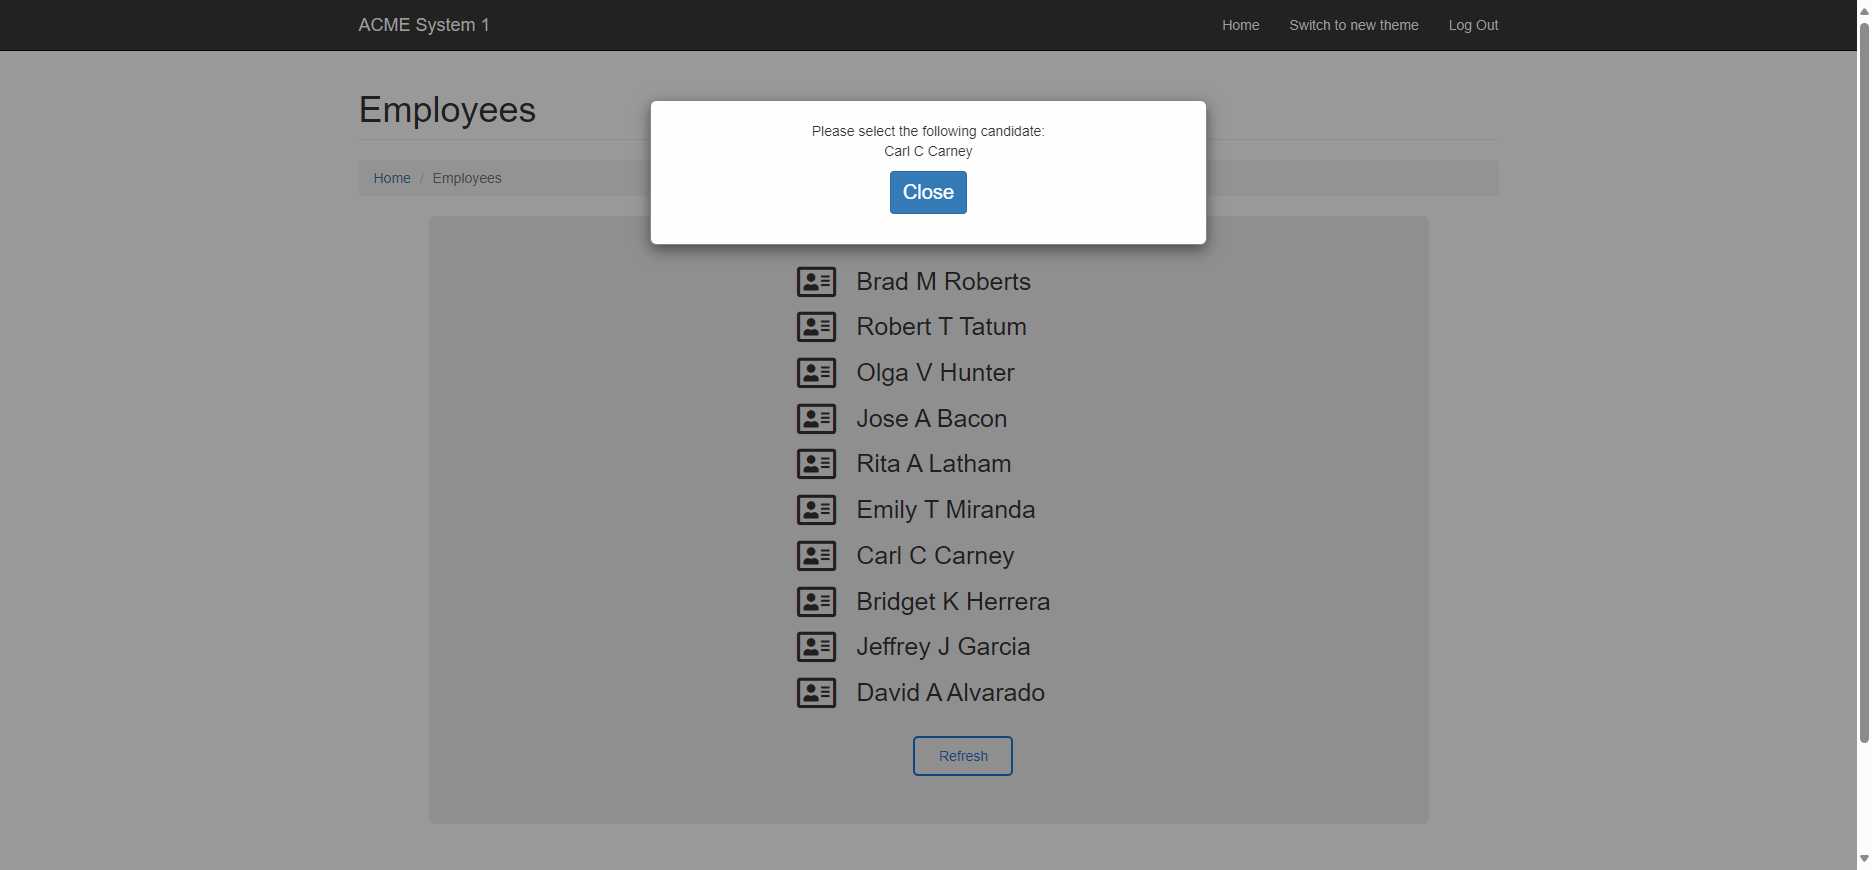 ACME System 1
Home
Switch to new theme
Log Out
Employees
Please select the following candidate:
Carl C Carney
Close
Home / Employees
Brad M Roberts
Robert T Tatum
Olga V Hunter
Jose A Bacon
Rita A Latham
Emily T Miranda
Carl C Carney
Bridget K Herrera
Jeffrey J Garcia
David A Alvarado
Refresh